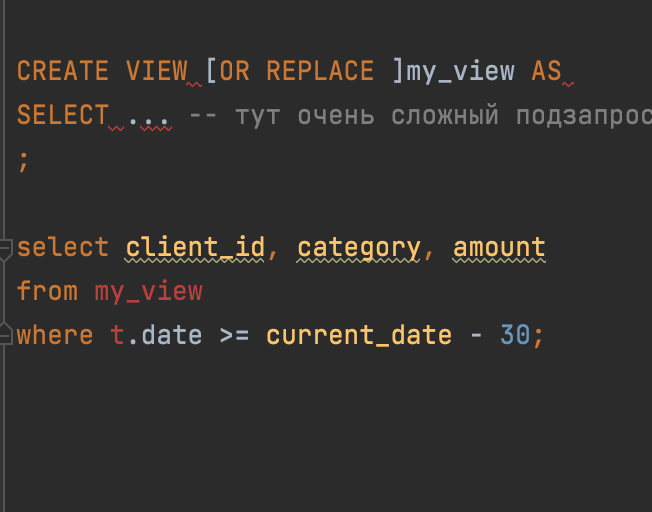 CREATE VIEW [OR REPLACE ]my_view AS
SELECT ... -- тут очень сложный подзапрос
;
select client_id, category, amount
from my_view
where t.date >= current_date - 30;